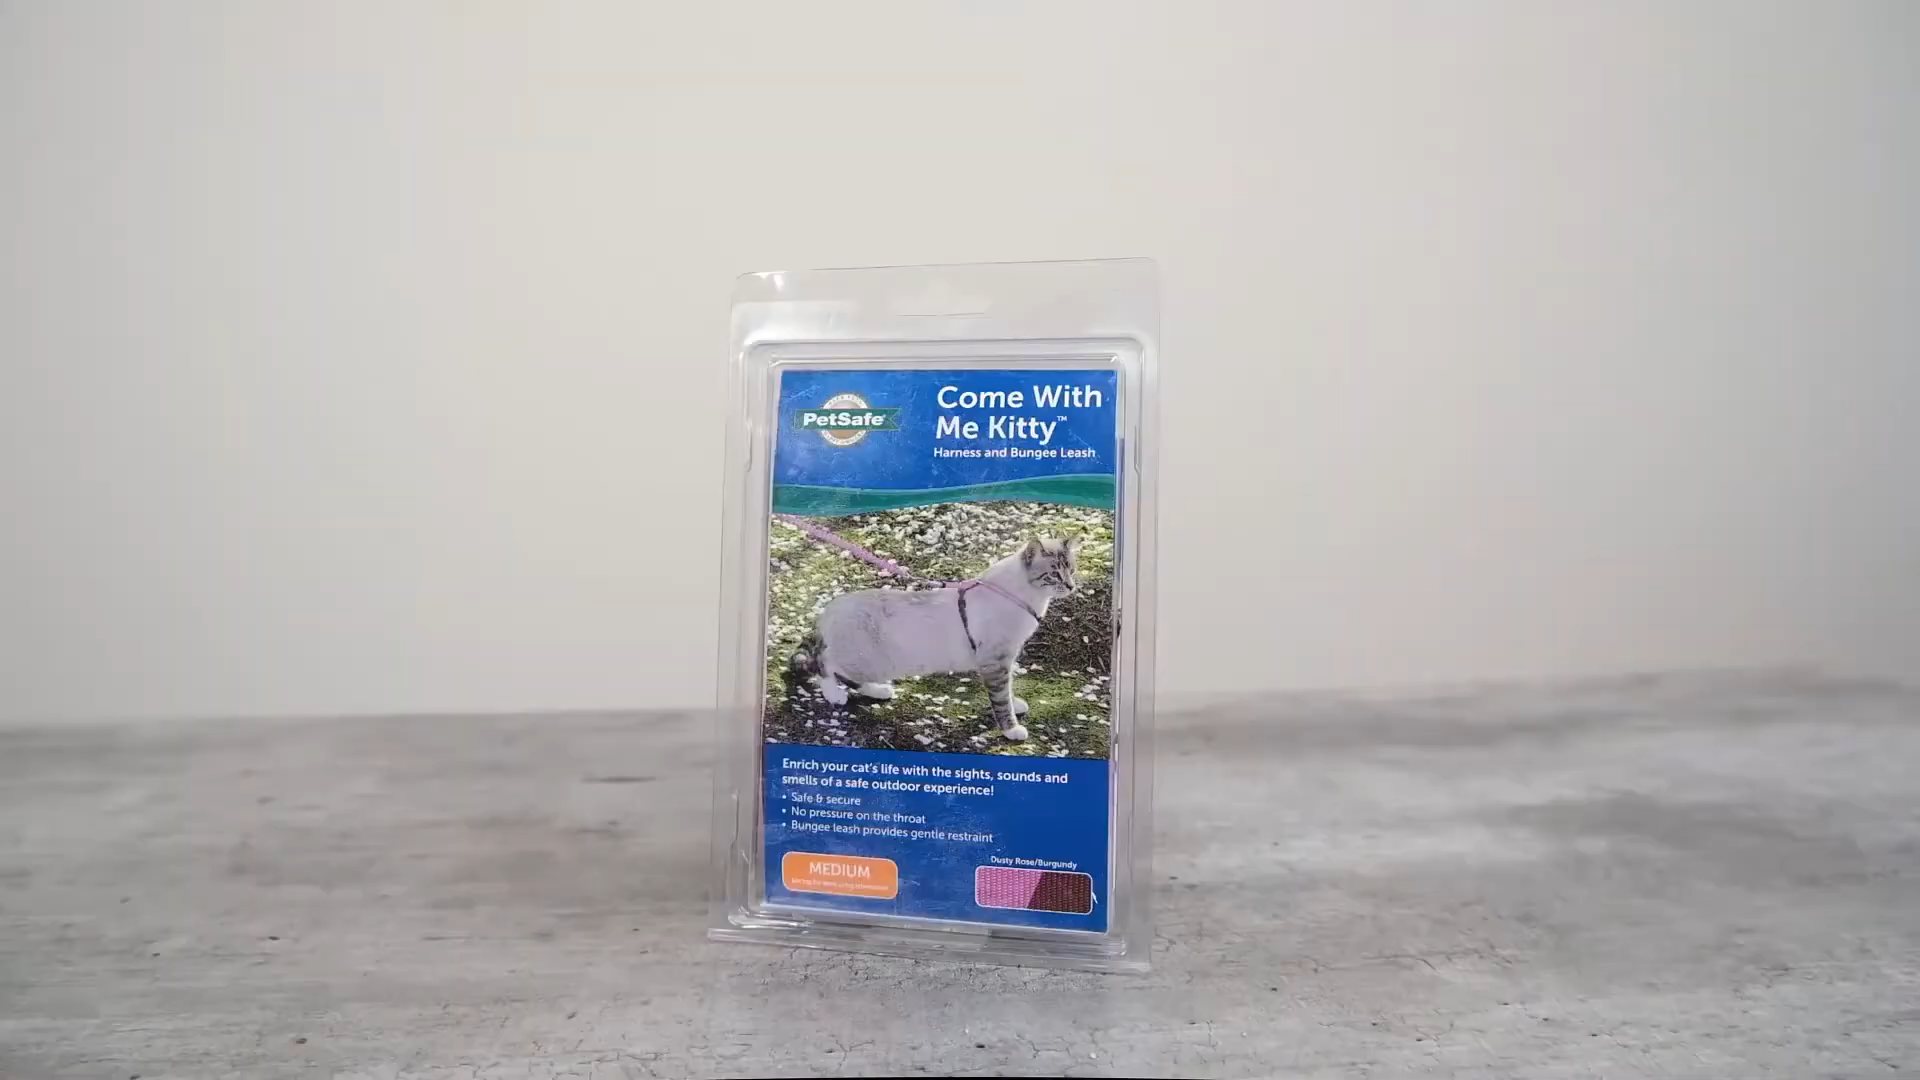 PetSafe®
Come With
Me Kitty™
Harness and Bungee Leash
Enrich your cat's life with the sights, sounds and
smells of a safe outdoor experience!
• Safe & secure
• No pressure on the throat
• Bungee leash provides gentle restraint
MEDIUM
Dusty Rose/Burgundy